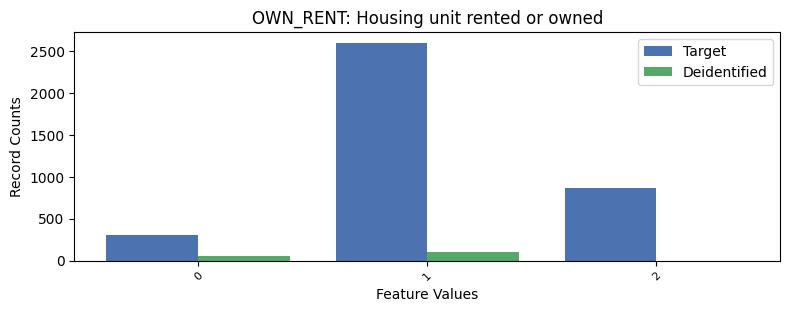 OWN_RENT: Housing unit rented or owned
Target
Deidentified
Record Counts
2500
2000
1500
1000
500
0
0
1
2
Feature Values